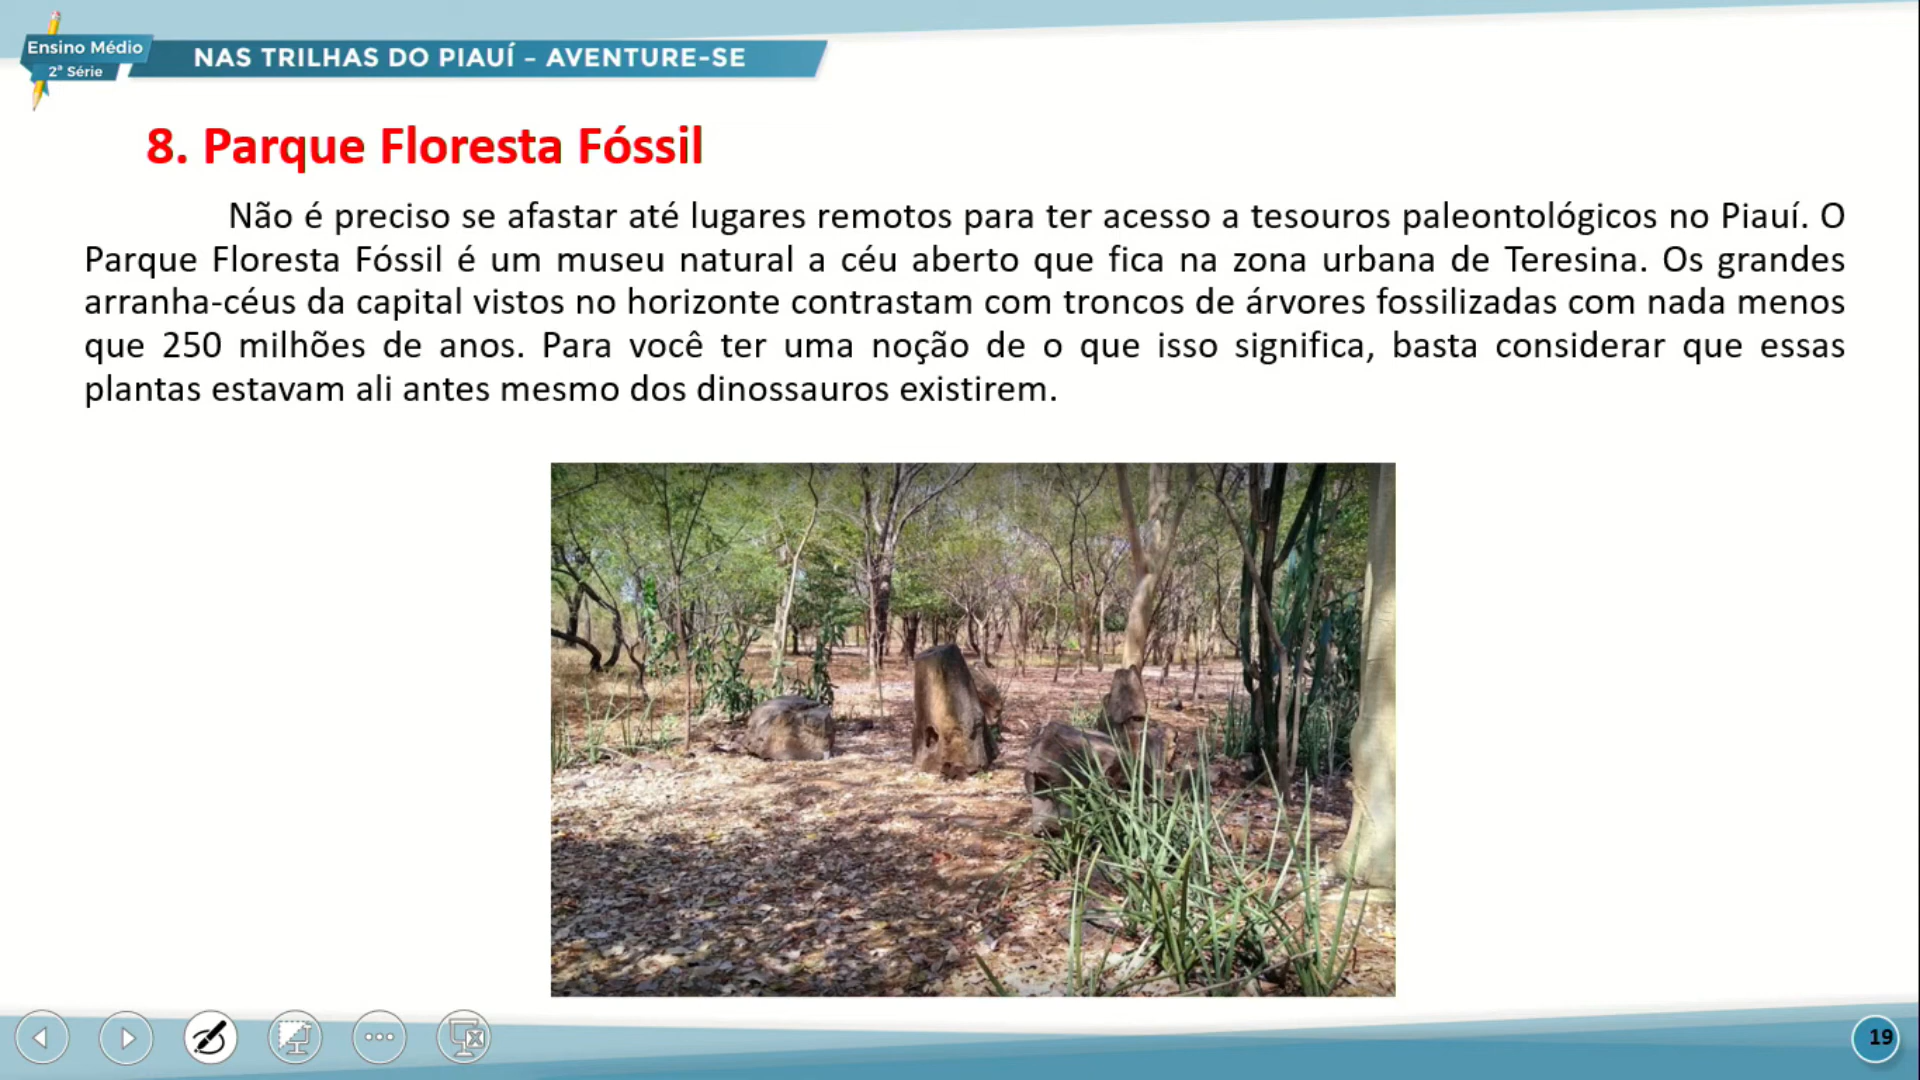 Ensino Médio
2ª Série
NAS TRILHAS DO PIAUÍ – AVENTURE-SE
8. Parque Floresta Fóssil
Não é preciso se afastar até lugares remotos para ter acesso a tesouros paleontológicos no Piauí. O
Parque Floresta Fóssil é um museu natural a céu aberto que fica na zona urbana de Teresina. Os grandes
arranha-céus da capital vistos no horizonte contrastam com troncos de árvores fossilizadas com nada menos
que 250 milhões de anos. Para você ter uma noção de o que isso significa, basta considerar que essas
plantas estavam ali antes mesmo dos dinossauros existirem.
19